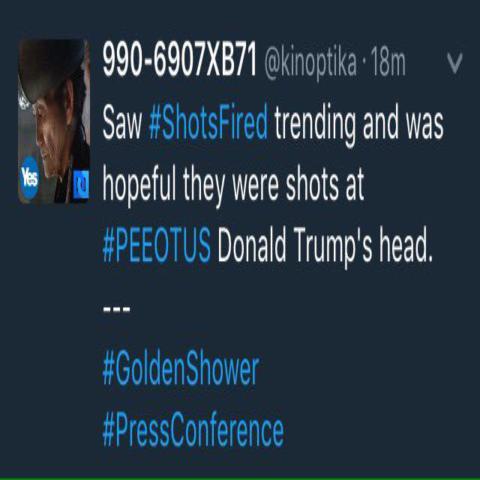 990-6907XB71 @kinoptika · 18m
Saw #ShotsFired trending and was
hopeful they were shots at
#PEEOTUS Donald Trump's head.
---
#GoldenShower
#PressConference
Yes